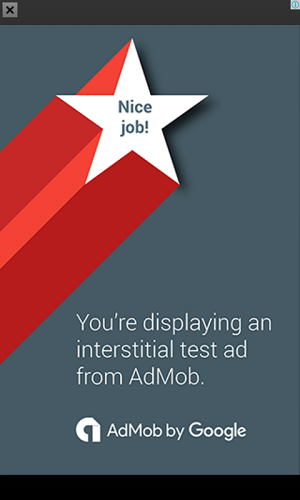 Nice
job!
You're displaying an
interstitial test ad
from AdMob.
AdMob by Google